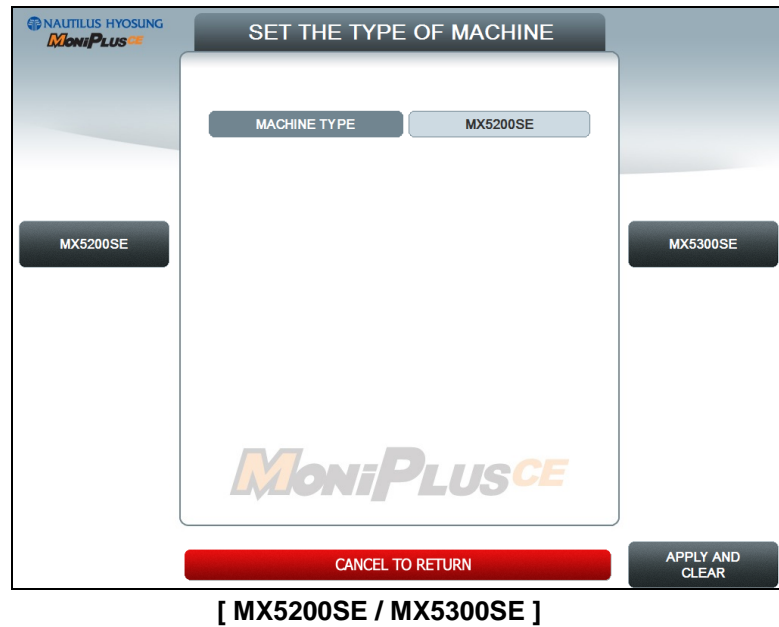 NAUTILUS HYOSUNG
MONiPLUSCE
SET THE TYPE OF MACHINE
MACHINE TYPE
MX5200SE
MX5200SE
MX5300SE
MONiPLUSCE
CANCEL TO RETURN
APPLY AND
CLEAR
[ MX5200SE / MX5300SE ]